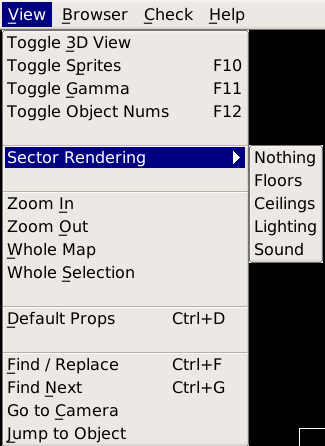 View Browser Check Help
Toggle 3D View
Toggle Sprites F10
Toggle Gamma F11
Toggle Object Nums F12
Sector Rendering
Nothing
Floors
Ceilings
Lighting
Sound
Zoom In
Zoom Out
Whole Map
Whole Selection
Default Props Ctrl+D
Find / Replace Ctrl+F
Find Next Ctrl+G
Go to Camera
Jump to Object